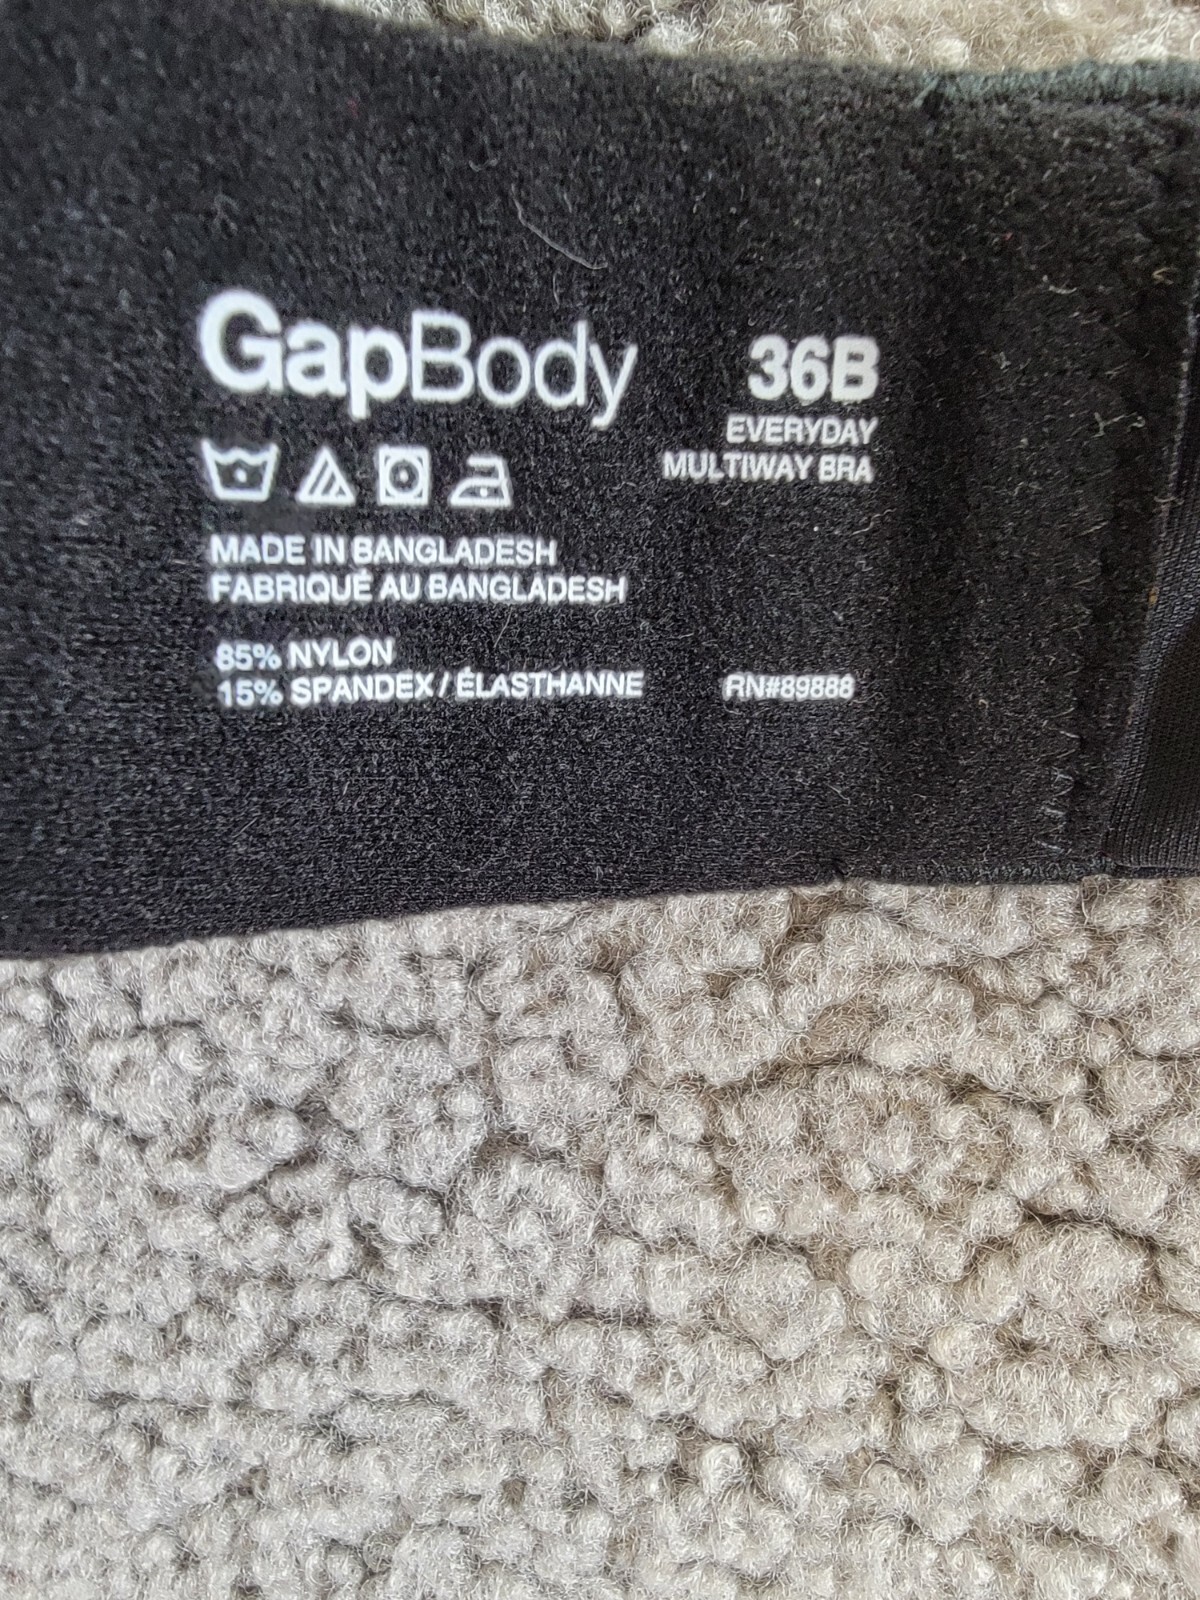 GapBody
36B
EVERYDAY
MULTIWAY BRA
MADE IN BANGLADESH
FABRIQUÉ AU BANGLADESH
85% NYLON
15% SPANDEX / ÉLASTHANNE
RN#89888